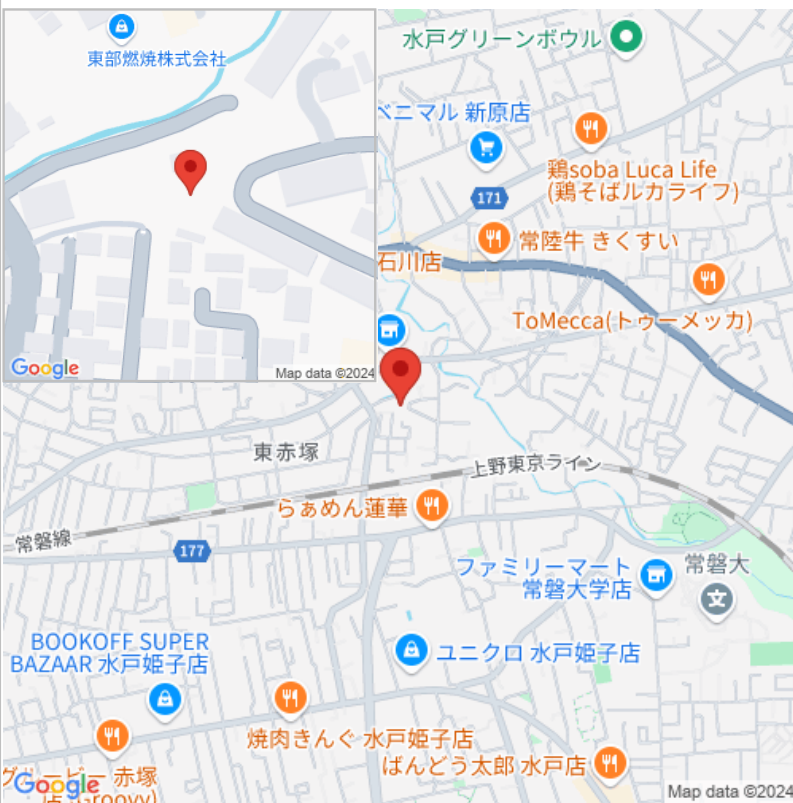 東部燃焼株式会社
Google
Map data ©2024
水戸グリーンボウル
ベニマル 新原店
鶏soba Luca Life
(鶏そばルカライフ)
171
常陸牛 きくすい
石川店
ToMecca(トゥーメッカ)
東赤塚
上野東京ライン
らぁめん蓮華
常磐線
177
ファミリーマート
常磐大学店
常磐大
文
BOOKOFF SUPER
BAZAAR 水戸姫子店
ユニクロ 水戸姫子店
焼肉きんぐ 水戸姫子店
ばんどう太郎 水戸店
赤塚
Google
Map data ©2024